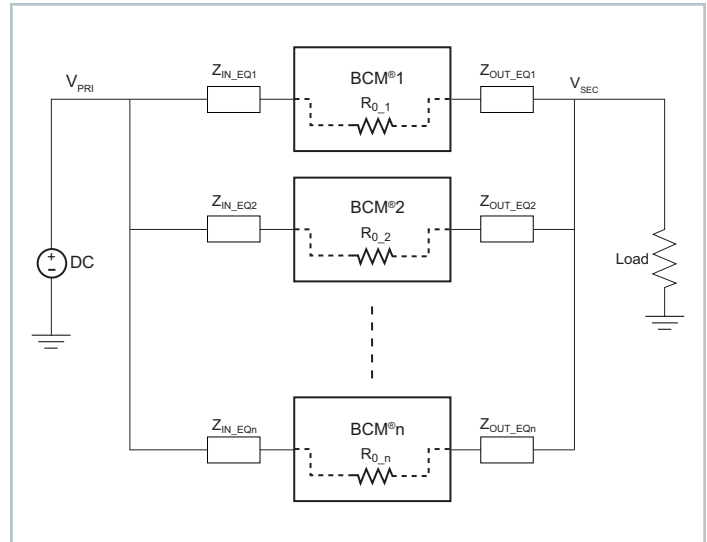 V_PRI
Z_IN_EQ1
BCM®1
R_0_1
Z_OUT_EQ1
V_SEC
Z_IN_EQ2
BCM®2
R_0_2
Z_OUT_EQ2
+
–
DC
Load
Z_IN_EQn
BCM®n
R_0_n
Z_OUT_EQn